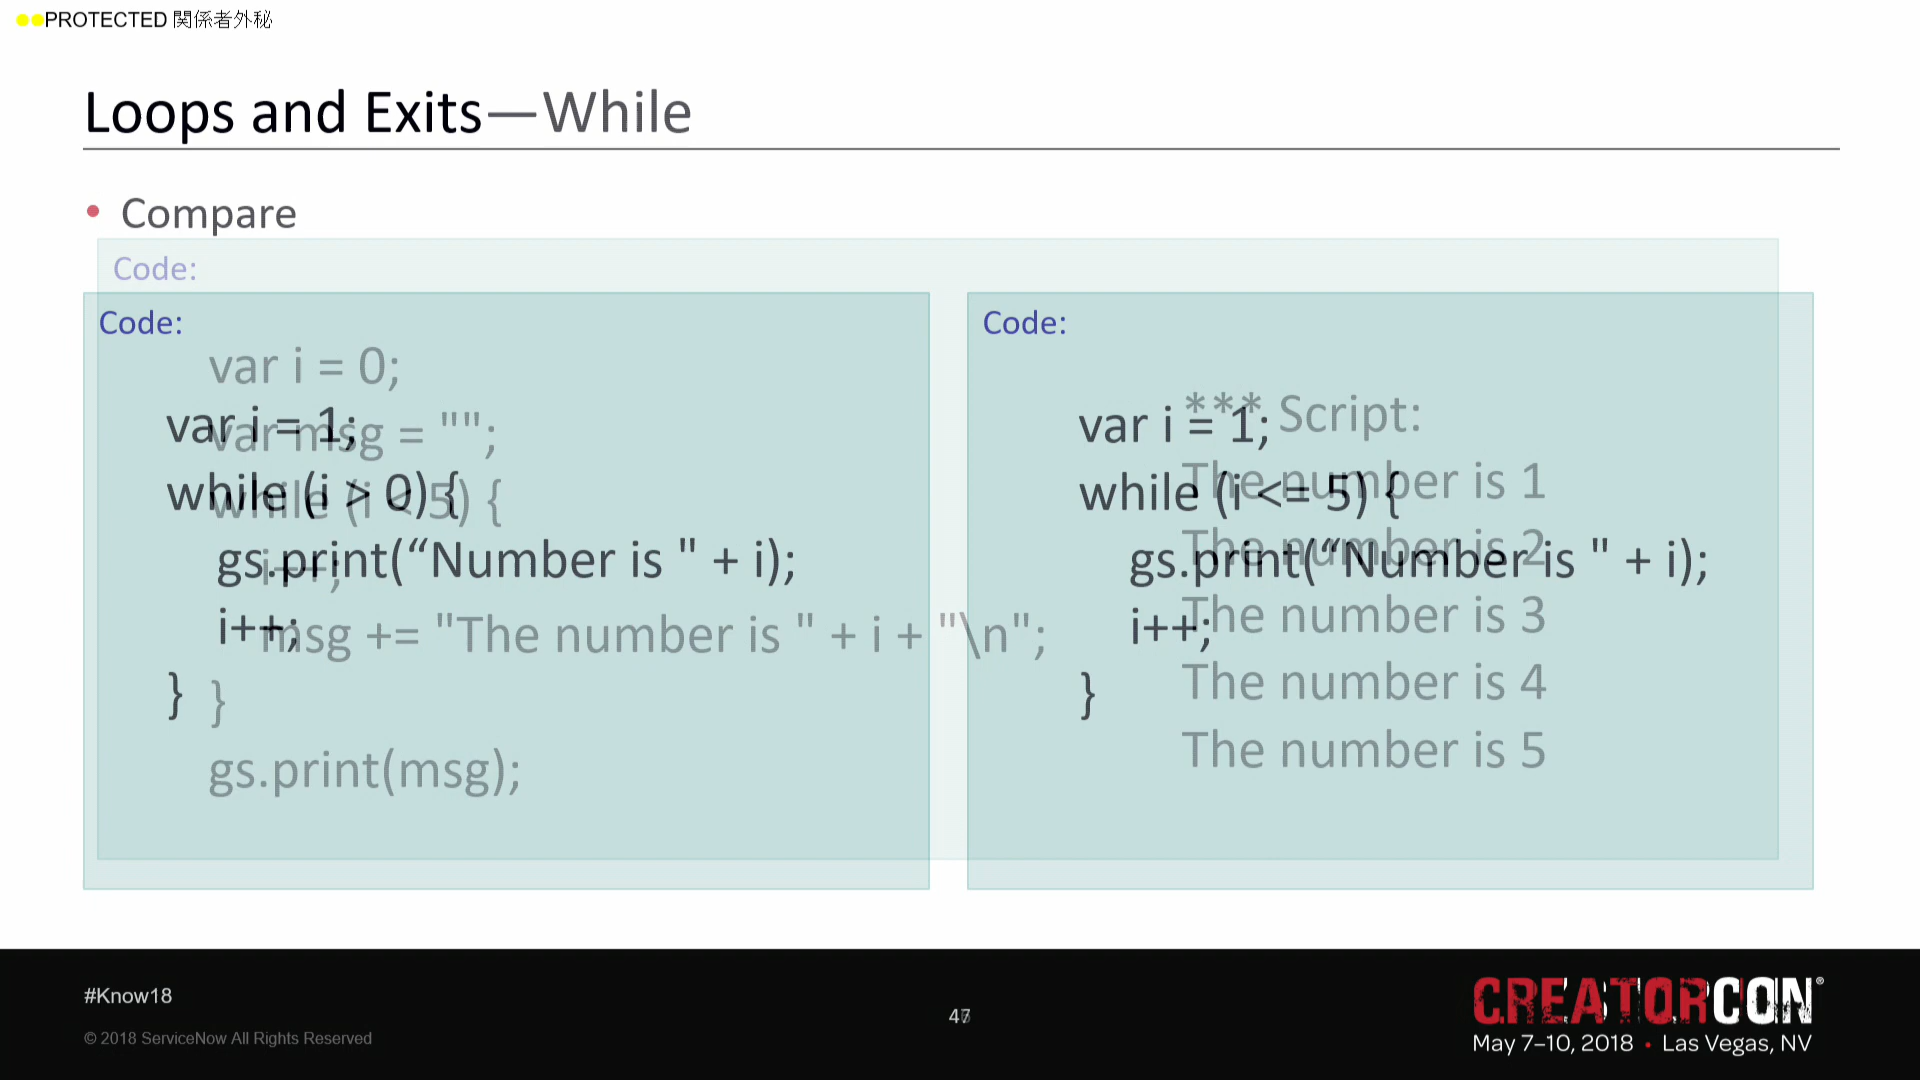 PROTECTED 関係者外秘
Loops and Exits—While
• Compare
Code:
var i = 0;
var msg = "";
while (i < 5) {
i++;
msg += "The number is " + i + "\n";
}
gs.print(msg);
*** Script:
The number is 1
The number is 2
The number is 3
The number is 4
The number is 5
Code:
var i = 1;
while (i > 0) {
gs.print(“Number is " + i);
i++;
}
Code:
var i = 1;
while (i <= 5) {
gs.print(“Number is " + i);
i++;
}
#Know18
© 2018 ServiceNow All Rights Reserved
CREATORCON®
May 7–10, 2018 • Las Vegas, NV